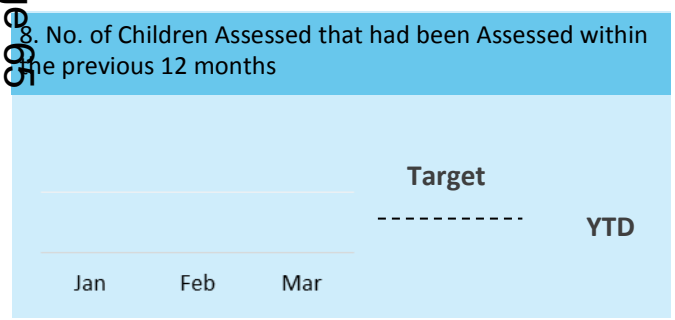 8. No. of Children Assessed that had been Assessed within
the previous 12 months
Target
YTD
Jan Feb Mar
65